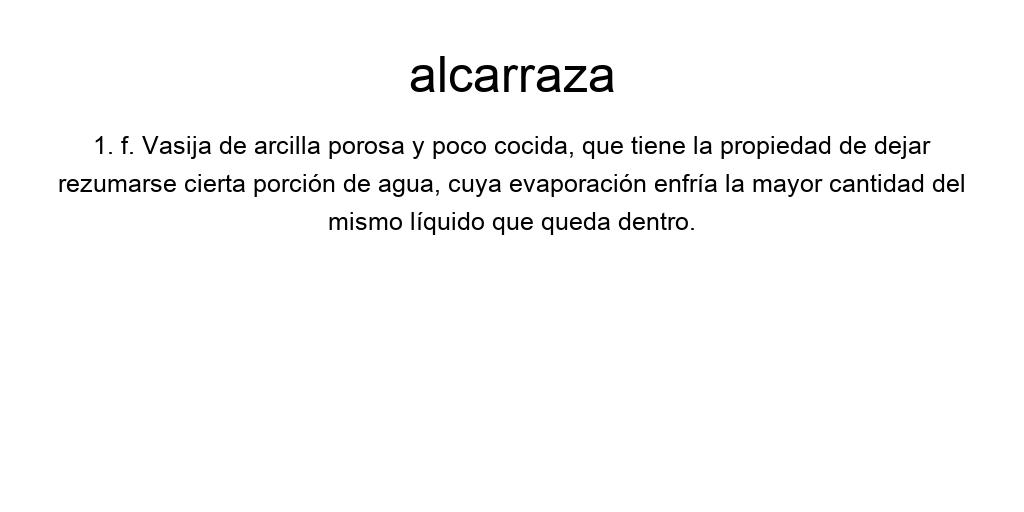 alcarraza
1. f. Vasija de arcilla porosa y poco cocida, que tiene la propiedad de dejar
rezumarse cierta porción de agua, cuya evaporación enfría la mayor cantidad del
mismo líquido que queda dentro.